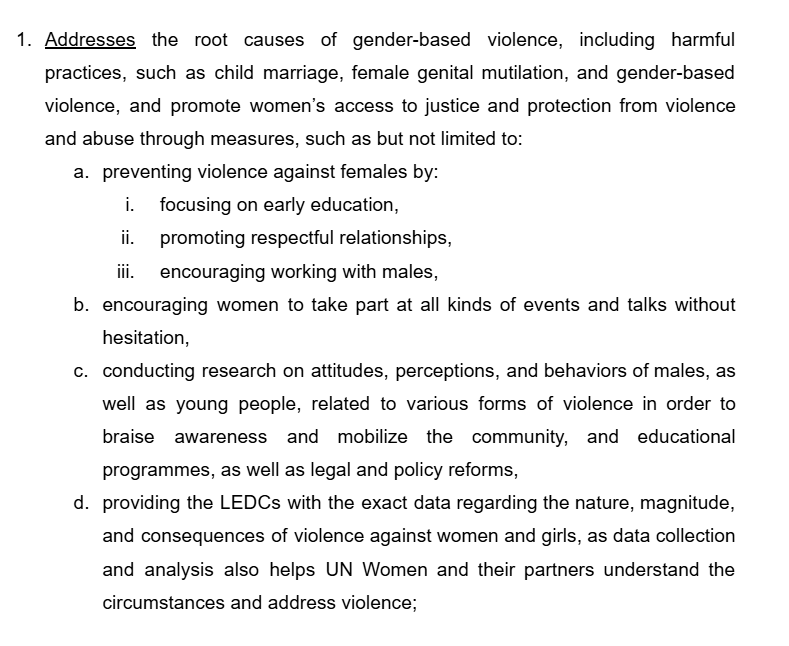 1. Addresses the root causes of gender-based violence, including harmful
practices, such as child marriage, female genital mutilation, and gender-based
violence, and promote women’s access to justice and protection from violence
and abuse through measures, such as but not limited to:
a. preventing violence against females by:
i. focusing on early education,
ii. promoting respectful relationships,
iii. encouraging working with males,
b. encouraging women to take part at all kinds of events and talks without
hesitation,
c. conducting research on attitudes, perceptions, and behaviors of males, as
well as young people, related to various forms of violence in order to
braise awareness and mobilize the community, and educational
programmes, as well as legal and policy reforms,
d. providing the LEDCs with the exact data regarding the nature, magnitude,
and consequences of violence against women and girls, as data collection
and analysis also helps UN Women and their partners understand the
circumstances and address violence;